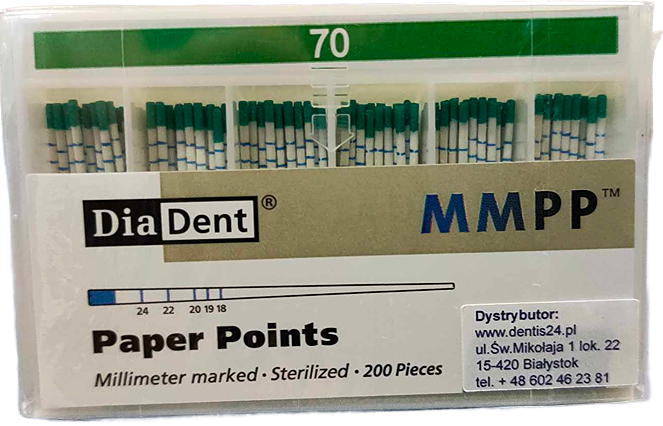 70
DiaDent®
MMPP™
24 22 20 19 18
Paper Points
Millimeter marked · Sterilized · 200 Pieces
Dystrybutor:
www.dentis24.pl
ul.Św.Mikołaja 1 lok. 22
15-420 Białystok
tel. + 48 602 46 23 81